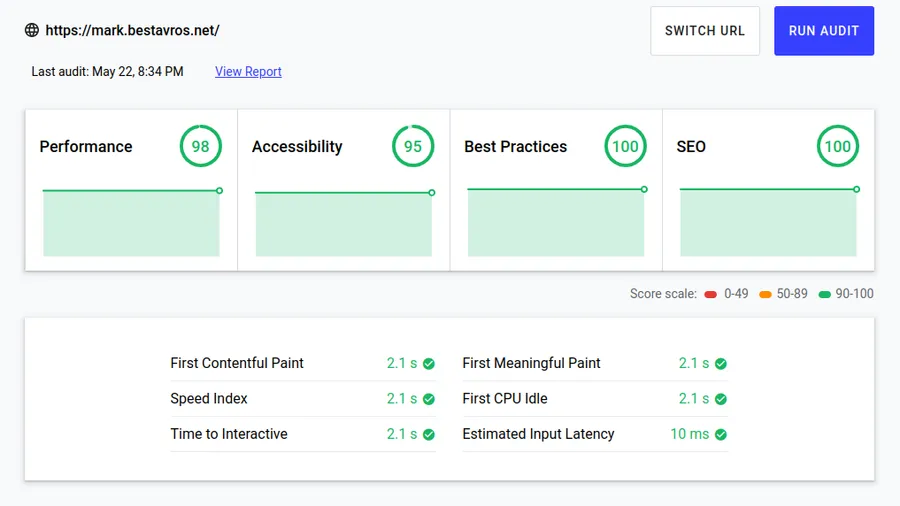 https://mark.bestavros.net/
SWITCH URL
RUN AUDIT
Last audit: May 22, 8:34 PM
View Report
Performance
98
Accessibility
95
Best Practices
100
SEO
100
Score scale: 0-49 50-89 90-100
First Contentful Paint 2.1 s
First Meaningful Paint 2.1 s
Speed Index 2.1 s
First CPU Idle 2.1 s
Time to Interactive 2.1 s
Estimated Input Latency 10 ms